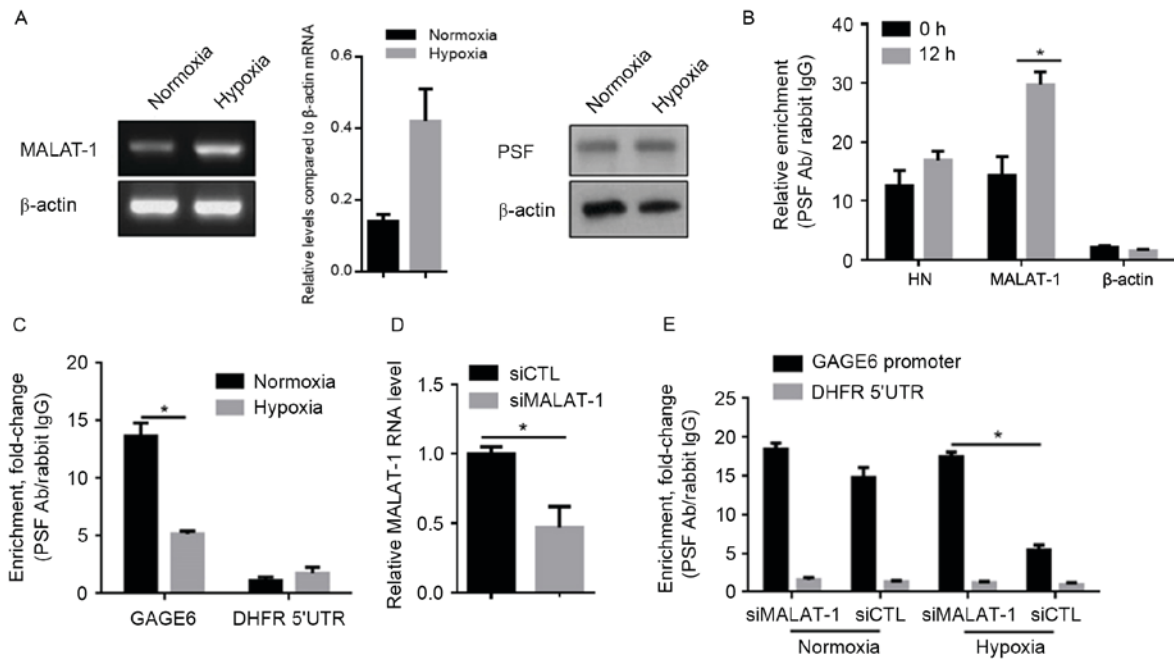 A
Normoxia
Hypoxia
MALAT-1
β-actin
Relative levels compared to β-actin mRNA
0.6
0.4
0.2
0.0
Normoxia
Hypoxia
Normoxia
Hypoxia
PSF
β-actin
B
Relative enrichment
(PSF Ab/ rabbit IgG)
40
30
20
10
0
0 h
12 h
*
HN
MALAT-1
β-actin
C
Enrichment, fold-change
(PSF Ab/rabbit IgG)
20
15
10
5
0
Normoxia
Hypoxia
*
GAGE6
DHFR 5'UTR
D
Relative MALAT-1 RNA level
1.5
1.0
0.5
0.0
siCTL
siMALAT-1
*
E
Enrichment, fold-change
(PSF Ab/rabbit IgG)
25
20
15
10
5
0
GAGE6 promoter
DHFR 5'UTR
*
siMALAT-1
siCTL
siMALAT-1
siCTL
Normoxia
Hypoxia